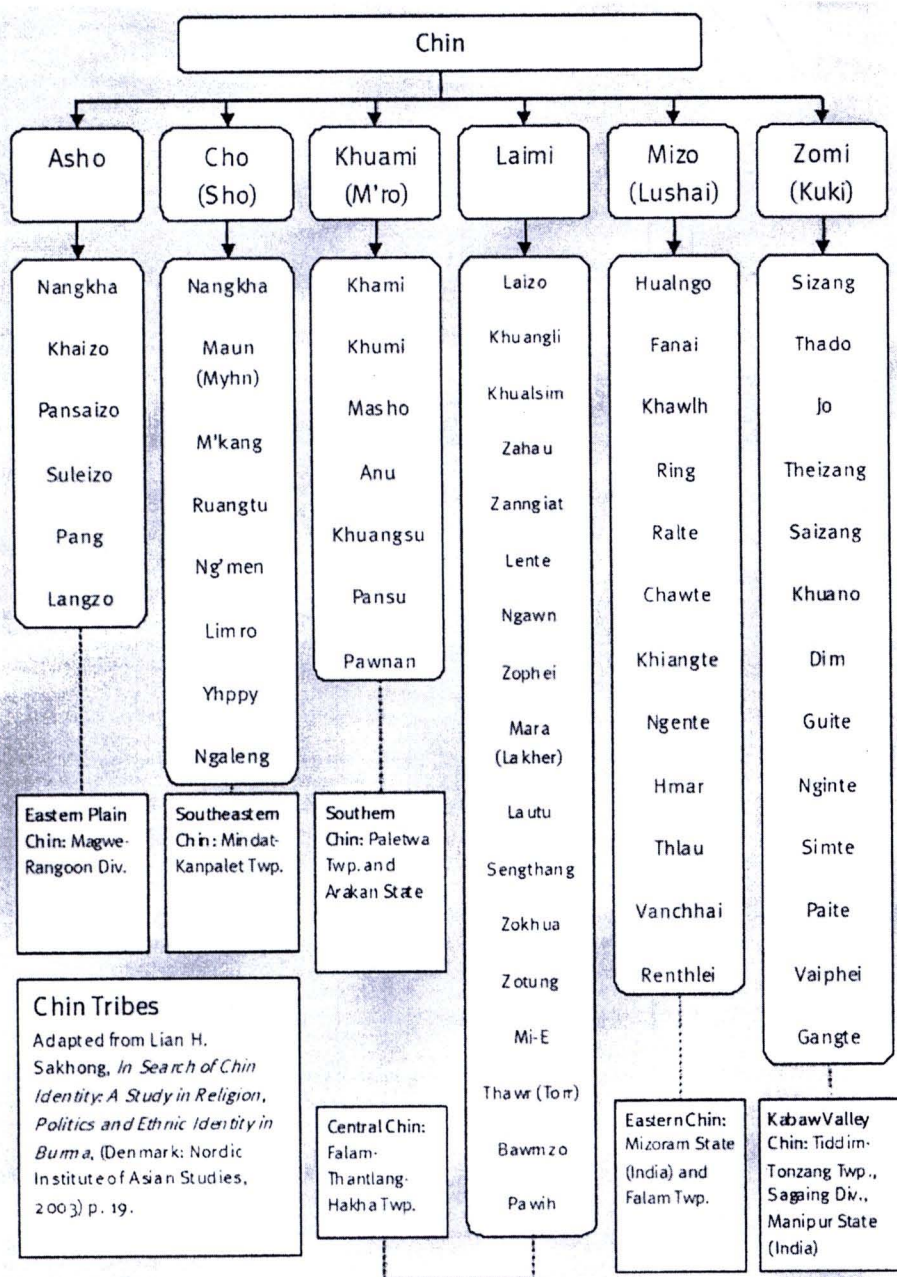 Chin
Asho
Cho
(Sho)
Khuami
(M'ro)
Laimi
Mizo
(Lushai)
Zomi
(Kuki)
Nangkha
Khaizo
Pansaizo
Suleizo
Pang
Langzo
Nangkha
Maun
(Myhn)
M'kang
Ruangtu
Ng'men
Limro
Yhppy
Ngaleng
Khami
Khumi
Masho
Anu
Khuangsu
Pansu
Pawnan
Laizo
Khuangli
Khualsim
Zahau
Zanngiat
Lente
Ngawn
Zophei
Mara
(Lakher)
Lautu
Sengthang
Zokhua
Zotung
Mi-E
Thawr (Torr)
Bawmzo
Pawih
Hualngo
Fanai
Khawlh
Ring
Ralte
Chawte
Khiangte
Ngente
Hmar
Thlau
Vanchhai
Renthlei
Sizang
Thado
Jo
Theizang
Saizang
Khuano
Dim
Guite
Nginte
Simte
Paite
Vaiphei
Gangte
Eastern Plain
Chin: Magwe-
Rangoon Div.
Southeastern
Chin: Mindat-
Kanpalet Twp.
Southern
Chin: Paletwa
Twp. and
Arakan State
Central Chin:
Falam-
Thantlang-
Hakha Twp.
Eastern Chin:
Mizoram State
(India) and
Falam Twp.
Kabaw Valley
Chin: Tiddim-
Tonzang Twp.,
Sagaing Div.,
Manipur State
(India)
Chin Tribes
Adapted from Lian H.
Sakhong, In Search of Chin
Identity: A Study in Religion,
Politics and Ethnic Identity in
Burma, (Denmark: Nordic
Institute of Asian Studies,
2003) p. 19.